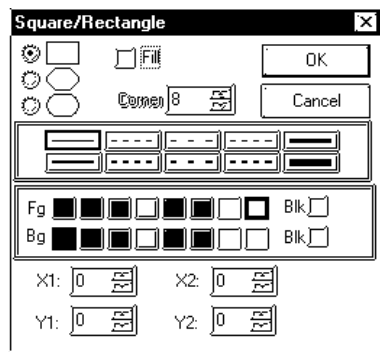 Square/Rectangle
Fill
OK
Corner 8
Cancel
Fg Blk
Bg Blk
X1: 0 X2: 0
Y1: 0 Y2: 0